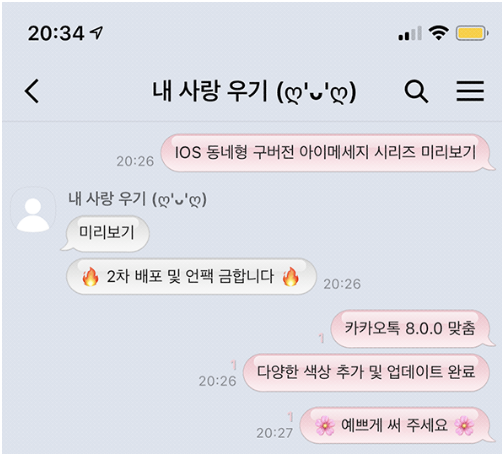 20:34
내 사랑 우기 (ღ'ᴗ'ღ)
IOS 동네형 구버전 아이메세지 시리즈 미리보기
20:26
내 사랑 우기 (ღ'ᴗ'ღ)
미리보기
🔥 2차 배포 및 언팩 금합니다 🔥
20:26
카카오톡 8.0.0 맞춤
1
다양한 색상 추가 및 업데이트 완료
1
20:26
🌸 예쁘게 써 주세요 🌸
1
20:27